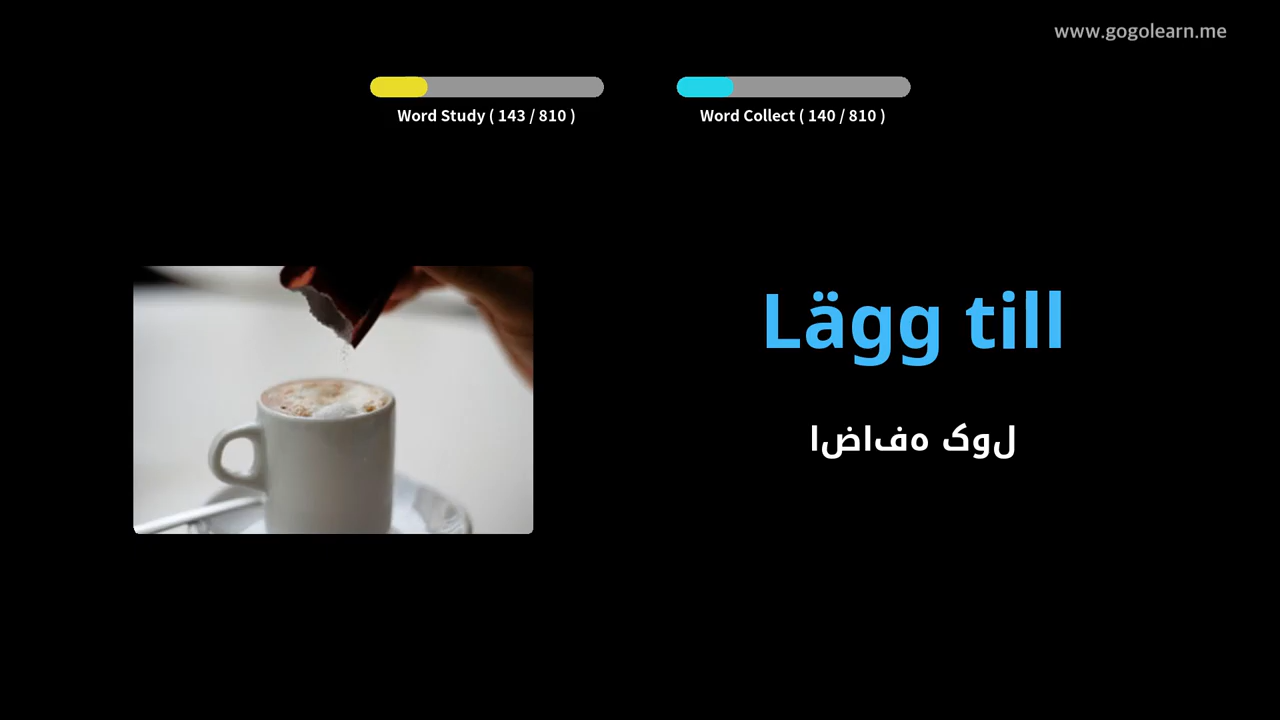 www.gogolearn.me
Word Study ( 143 / 810 )
Word Collect ( 140 / 810 )
Lägg till
اضافه کول